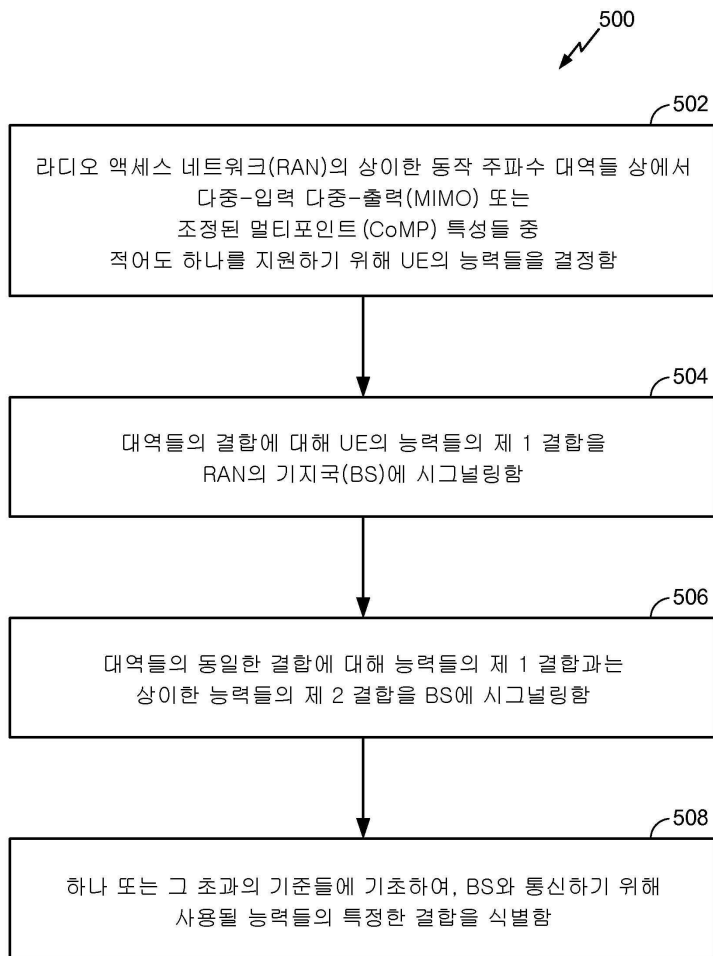 500
502
라디오 액세스 네트워크(RAN)의 상이한 동작 주파수 대역들 상에서
다중-입력 다중-출력(MIMO) 또는
조정된 멀티포인트(CoMP) 특성들 중
적어도 하나를 지원하기 위해 UE의 능력들을 결정함
504
대역들의 결합에 대해 UE의 능력들의 제 1 결합을
RAN의 기지국(BS)에 시그널링함
506
대역들의 동일한 결합에 대해 능력들의 제 1 결합과는
상이한 능력들의 제 2 결합을 BS에 시그널링함
508
하나 또는 그 초과의 기준들에 기초하여, BS와 통신하기 위해
사용될 능력들의 특정한 결합을 식별함